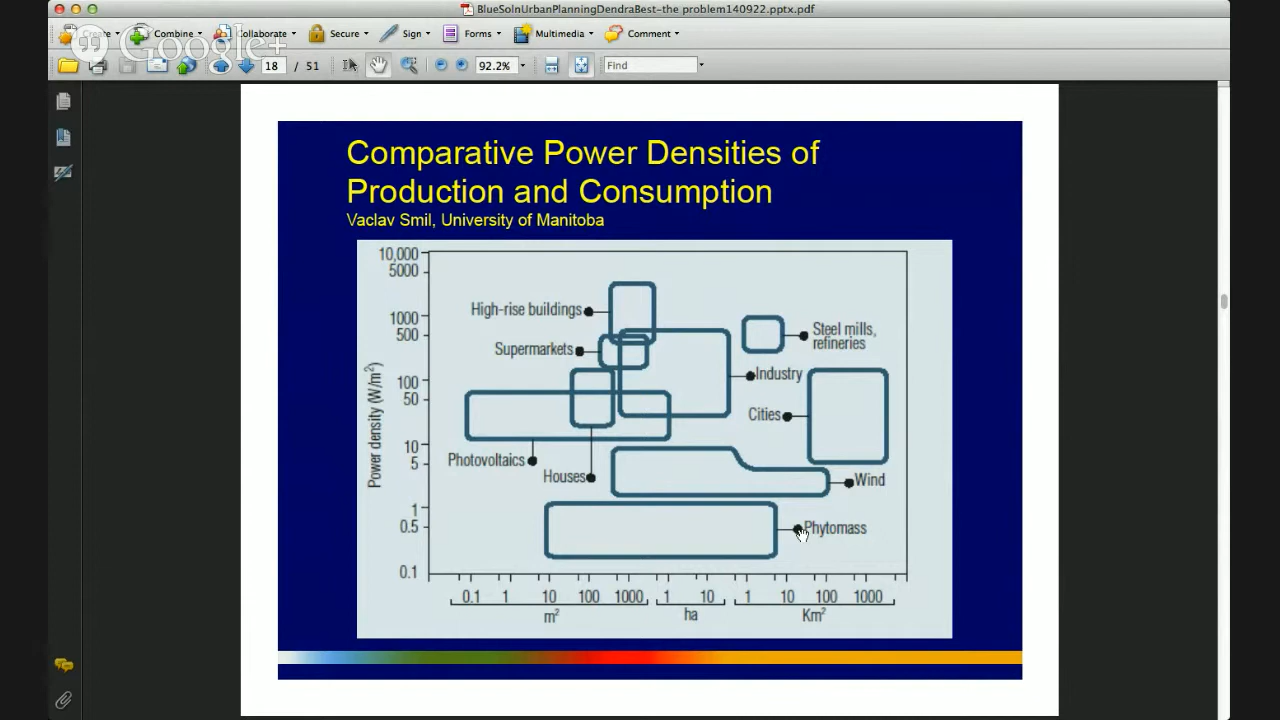 BlueSolnUrbanPlanningDendraBest–the problem140922.pptx.pdf
Create Combine Collaborate Secure Sign Forms Multimedia Comment
Google+
18 / 51 92.2% Find
Comparative Power Densities of
Production and Consumption
Vaclav Smil, University of Manitoba
10,000
5000
1000
500
100
50
10
5
1
0.5
0.1
Power density (W/m²)
High-rise buildings
Supermarkets
Steel mills,
refineries
Industry
Cities
Photovoltaics
Houses
Wind
Phytomass
0.1 1 10 100 1000 1 10 1 10 100 1000
m² ha Km²